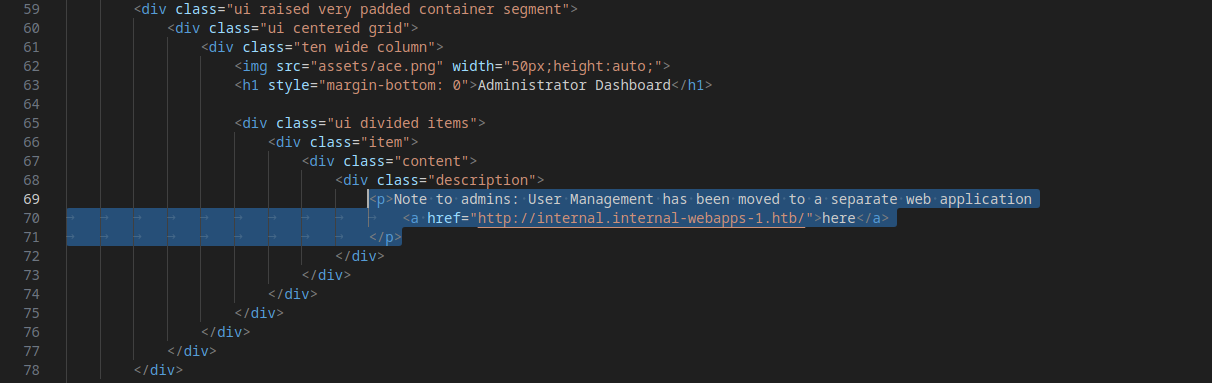 59 <div class="ui raised very padded container segment">
60 <div class="ui centered grid">
61 <div class="ten wide column">
62 <img src="assets/ace.png" width="50px;height:auto;">
63 <h1 style="margin-bottom: 0">Administrator Dashboard</h1>
64
65 <div class="ui divided items">
66 <div class="item">
67 <div class="content">
68 <div class="description">
69 <p>Note to admins: User Management has been moved to a separate web application
70 <a href="http://internal.internal-webapps-1.htb/">here</a>
71 </p>
72 </div>
73 </div>
74 </div>
75 </div>
76 </div>
77 </div>
78 </div>